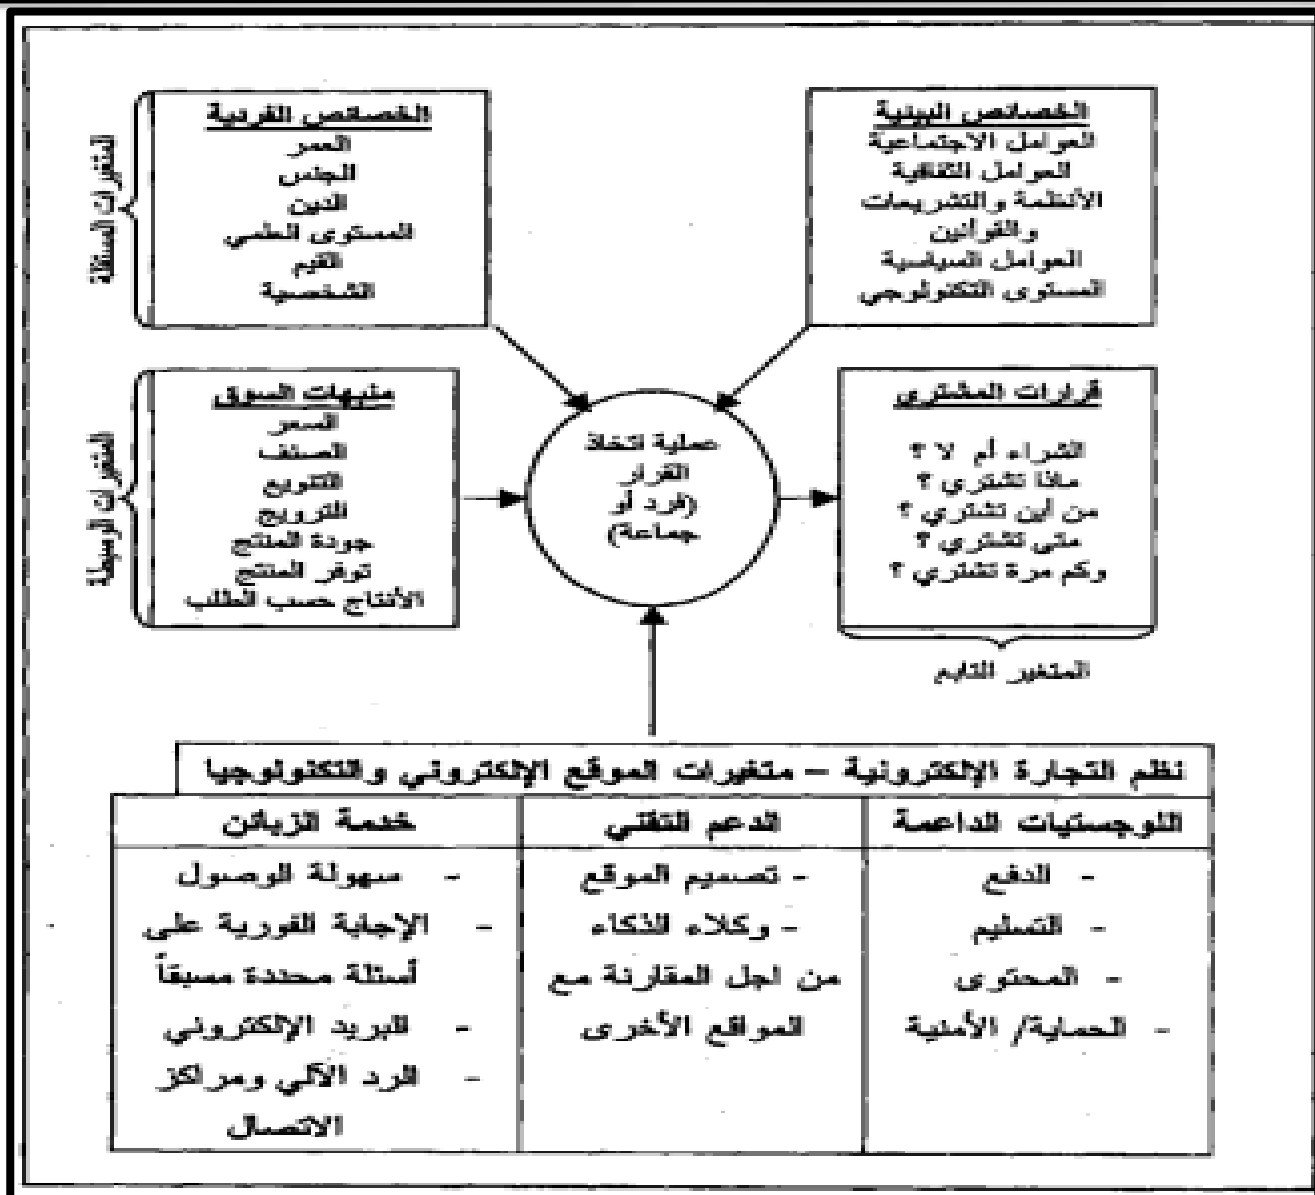 الخصائص البيئية
العوامل الاجتماعية
العوامل الثقافية
الأنظمة والتشريعات
والقوانين
العوامل السياسية
المستوى التكنولوجي
المتغيرات المستقلة
الخصائص الفردية
العمر
الجنس
الدين
المستوى العلمي
القيم
الشخصية
المتغيرات الوسيطة
منبهات السوق
السعر
الصنف
التنويع
الترويج
جودة المنتج
توفر المنتج
الأنتاج حسب الطلب
عملية اتخاذ
القرار
(فرد أو
جماعة)
قرارات المشتري
الشراء أم لا ؟
ماذا تشتري ؟
من أين تشتري ؟
متى تشتري ؟
وكم مرة تشتري ؟
المتغير التابع
نظم التجارة الإلكترونية – متغيرات الموقع الإلكتروني والتكنولوجيا
اللوجستيات الداعمة
- الدفع
- التسليم
- المحتوى
- الحماية/ الأمنية
الدعم التقني
- تصميم الموقع
- وكلاء الذكاء
من اجل المقارنة مع
المواقع الأخرى
خدمة الزبائن
- سهولة الوصول
- الإجابة الفورية على
أسئلة محددة مسبقاً
- البريد الإلكتروني
- الرد الآلي ومراكز
الاتصال